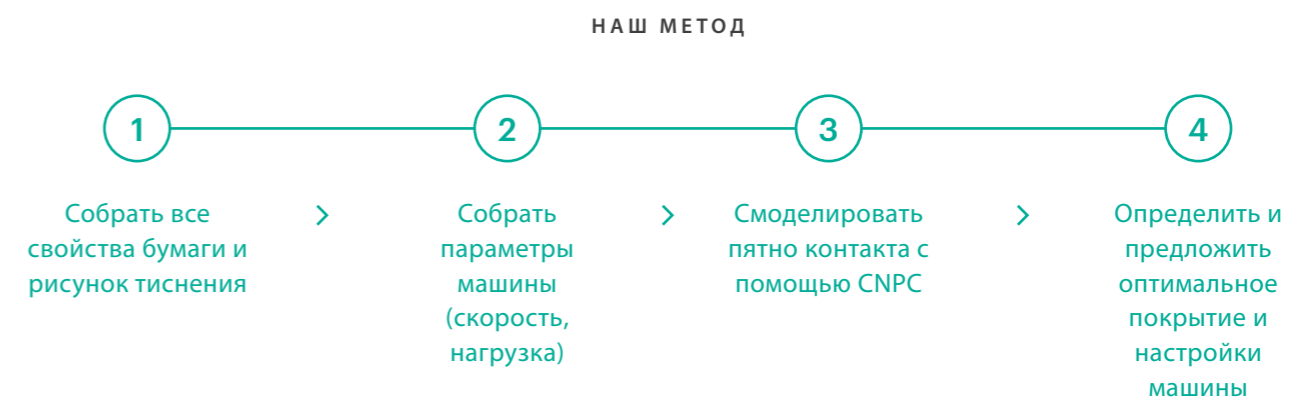 НАШ МЕТОД
1
2
3
4
Собрать все
свойства бумаги и
рисунок тиснения
Собрать
параметры
машины
(скорость,
нагрузка)
Смоделировать
пятно контакта с
помощью CNPC
Определить и
предложить
оптимальное
покрытие и
настройки
машины